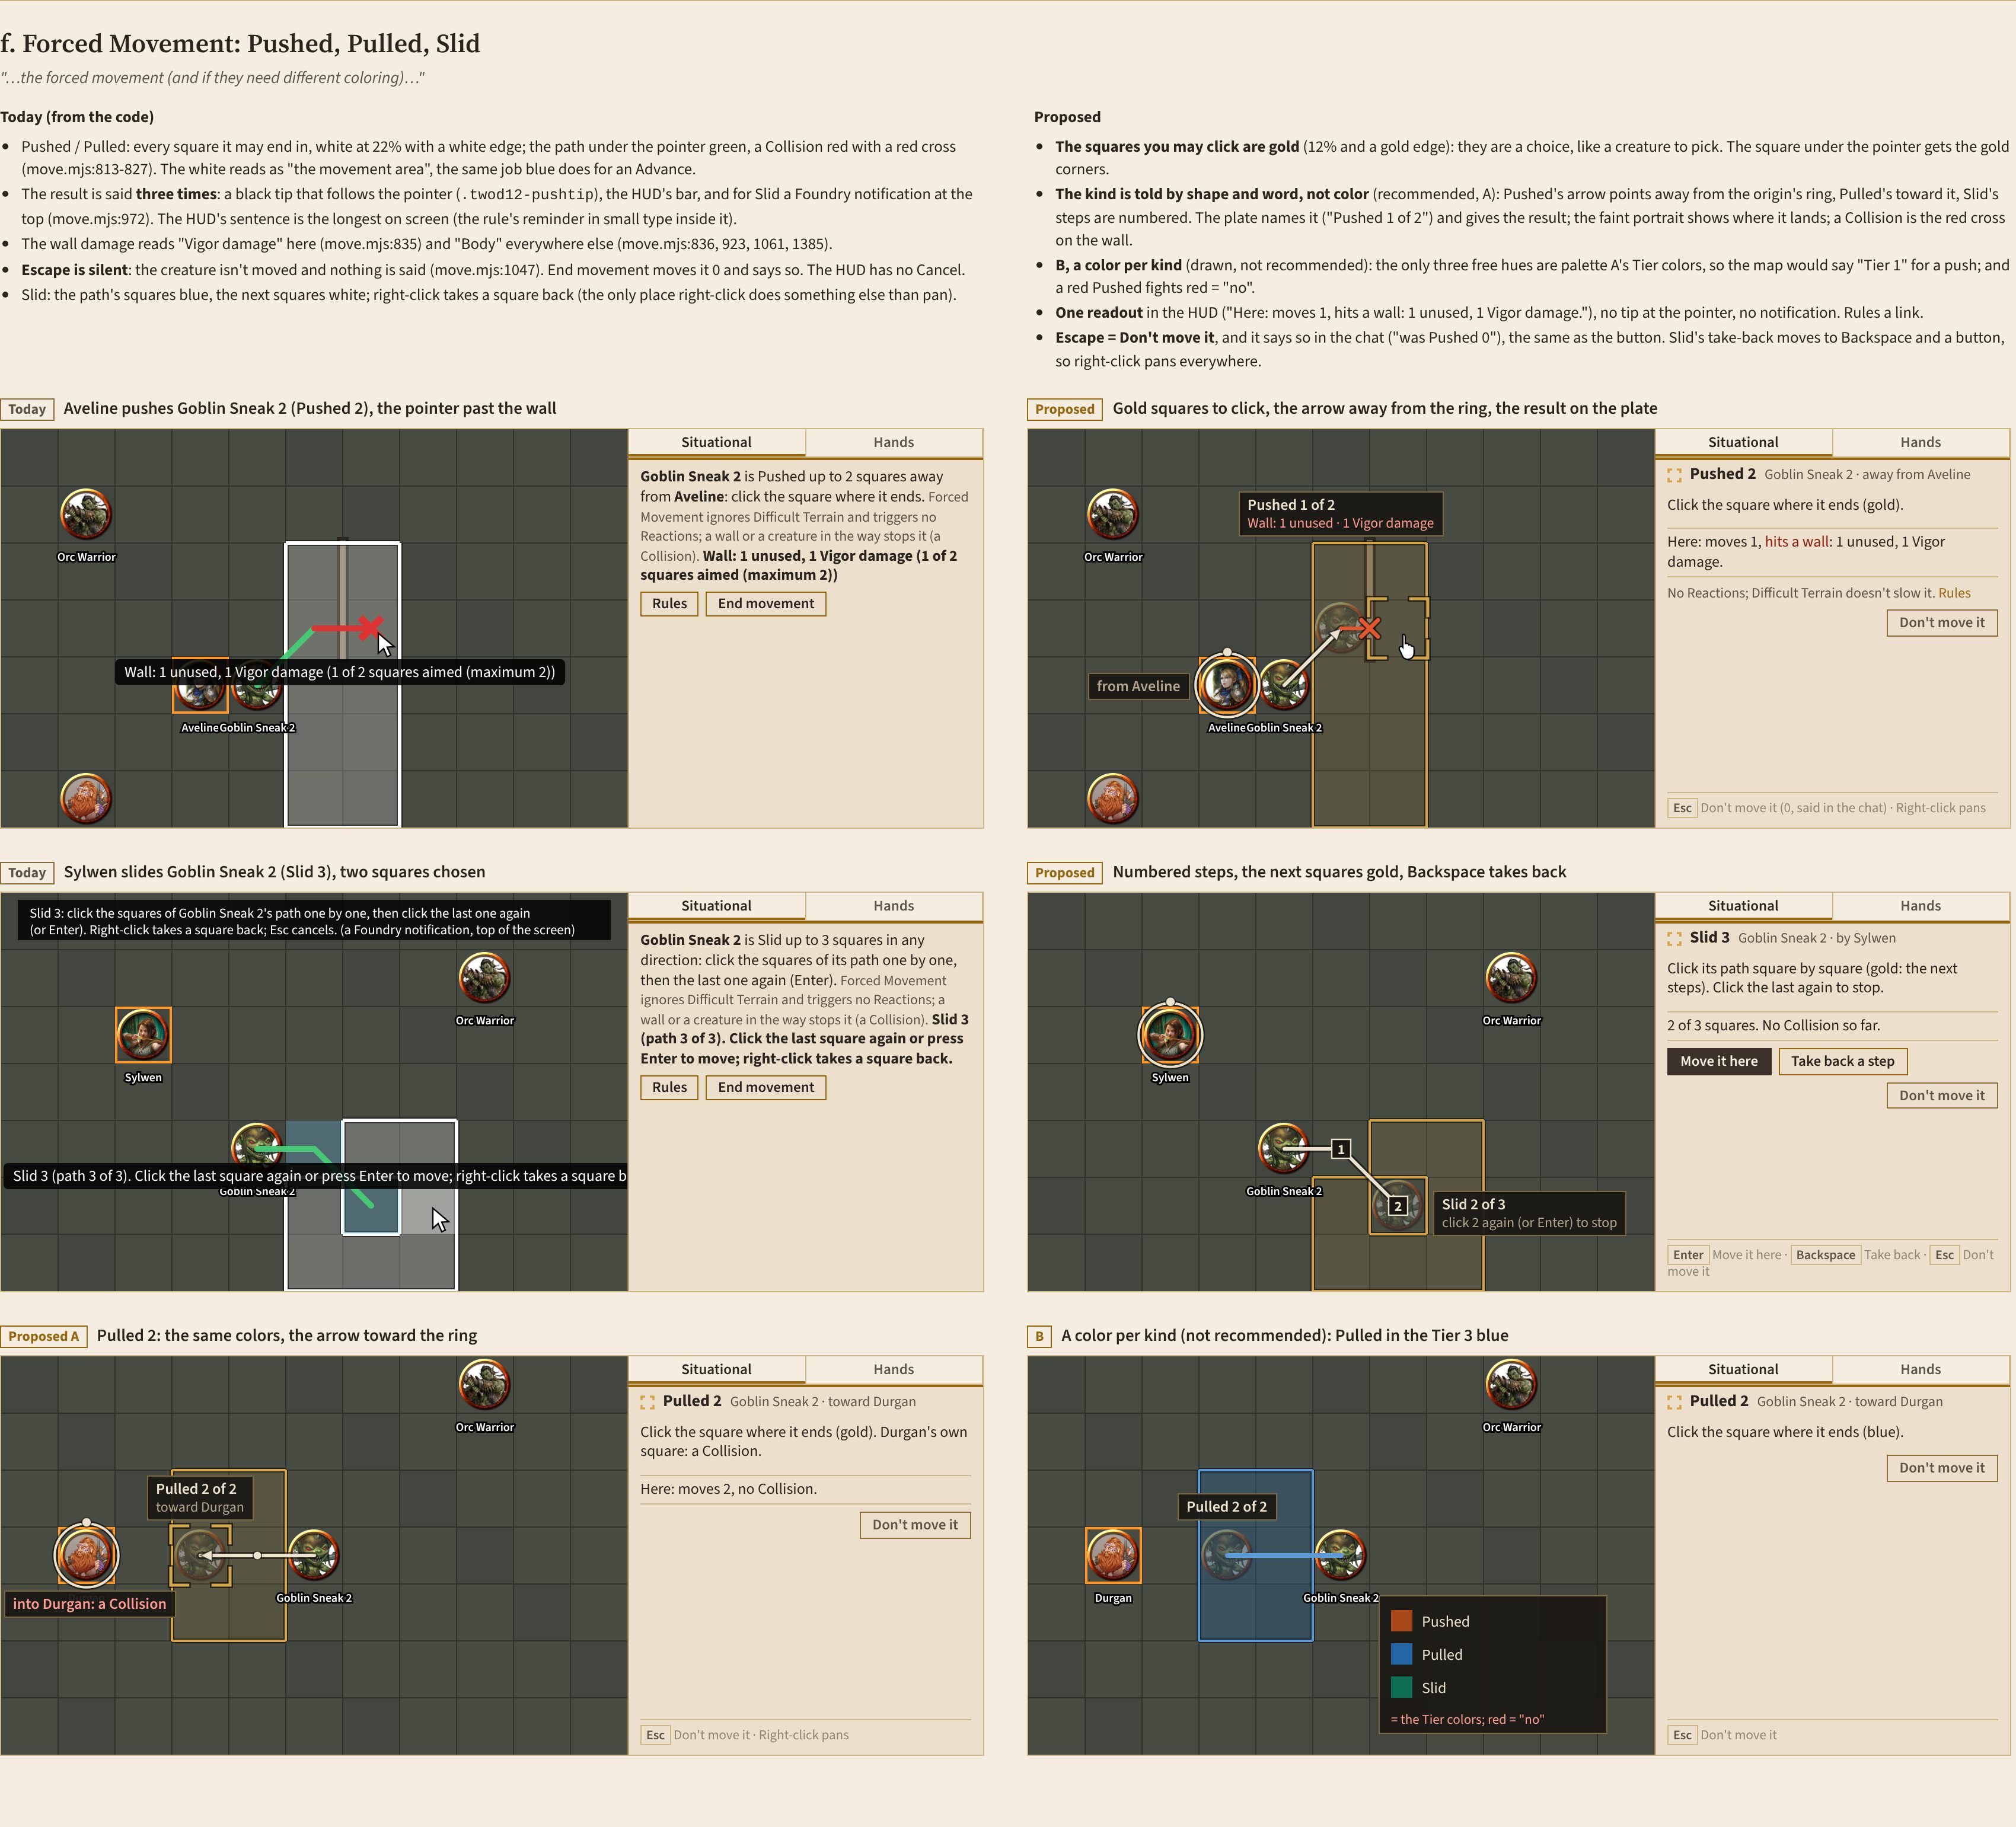 f. Forced Movement: Pushed, Pulled, Slid
"…the forced movement (and if they need different coloring)…"
Today (from the code)
• Pushed / Pulled: every square it may end in, white at 22% with a white edge; the path under the pointer green, a Collision red with a red cross
(move.mjs:813-827). The white reads as "the movement area", the same job blue does for an Advance.
• The result is said three times: a black tip that follows the pointer (.twod12-pushtip), the HUD's bar, and for Slid a Foundry notification at the
top (move.mjs:972). The HUD's sentence is the longest on screen (the rule's reminder in small type inside it).
• The wall damage reads "Vigor damage" here (move.mjs:835) and "Body" everywhere else (move.mjs:836, 923, 1061, 1385).
• Escape is silent: the creature isn't moved and nothing is said (move.mjs:1047). End movement moves it 0 and says so. The HUD has no Cancel.
• Slid: the path's squares blue, the next squares white; right-click takes a square back (the only place right-click does something else than pan).
Proposed
• The squares you may click are gold (12% and a gold edge): they are a choice, like a creature to pick. The square under the pointer gets the gold
corners.
• The kind is told by shape and word, not color (recommended, A): Pushed's arrow points away from the origin's ring, Pulled's toward it, Slid's
steps are numbered. The plate names it ("Pushed 1 of 2") and gives the result; the faint portrait shows where it lands; a Collision is the red cross
on the wall.
• B, a color per kind (drawn, not recommended): the only three free hues are palette A's Tier colors, so the map would say "Tier 1" for a push; and
a red Pushed fights red = "no".
• One readout in the HUD ("Here: moves 1, hits a wall: 1 unused, 1 Vigor damage."), no tip at the pointer, no notification. Rules a link.
• Escape = Don't move it, and it says so in the chat ("was Pushed 0"), the same as the button. Slid's take-back moves to Backspace and a button,
so right-click pans everywhere.
Today Aveline pushes Goblin Sneak 2 (Pushed 2), the pointer past the wall
Orc Warrior
Wall: 1 unused, 1 Vigor damage (1 of 2 squares aimed (maximum 2))
Aveline Goblin Sneak 2
Situational Hands
Goblin Sneak 2 is Pushed up to 2 squares away
from Aveline: click the square where it ends. Forced
Movement ignores Difficult Terrain and triggers no
Reactions; a wall or a creature in the way stops it (a
Collision). Wall: 1 unused, 1 Vigor damage (1 of 2
squares aimed (maximum 2))
Rules End movement
Proposed Gold squares to click, the arrow away from the ring, the result on the plate
Orc Warrior
Pushed 1 of 2
Wall: 1 unused · 1 Vigor damage
from Aveline
Aveline Goblin Sneak 2
Situational Hands
Pushed 2 Goblin Sneak 2 · away from Aveline
Click the square where it ends (gold).
Here: moves 1, hits a wall: 1 unused, 1 Vigor
damage.
No Reactions; Difficult Terrain doesn't slow it. Rules
Don't move it
Esc Don't move it (0, said in the chat) · Right-click pans
Today Sylwen slides Goblin Sneak 2 (Slid 3), two squares chosen
Slid 3: click the squares of Goblin Sneak 2's path one by one, then click the last one again
(or Enter). Right-click takes a square back; Esc cancels. (a Foundry notification, top of the screen)
Orc Warrior
Sylwen
Slid 3 (path 3 of 3). Click the last square again or press Enter to move; right-click takes a square b
Goblin Sneak 2
Situational Hands
Goblin Sneak 2 is Slid up to 3 squares in any
direction: click the squares of its path one by one,
then the last one again (Enter). Forced Movement
ignores Difficult Terrain and triggers no Reactions; a
wall or a creature in the way stops it (a Collision). Slid 3
(path 3 of 3). Click the last square again or press
Enter to move; right-click takes a square back.
Rules End movement
Proposed Numbered steps, the next squares gold, Backspace takes back
Orc Warrior
Sylwen
1
Goblin Sneak 2
2
Slid 2 of 3
click 2 again (or Enter) to stop
Situational Hands
Slid 3 Goblin Sneak 2 · by Sylwen
Click its path square by square (gold: the next
steps). Click the last again to stop.
2 of 3 squares. No Collision so far.
Move it here Take back a step
Don't move it
Enter Move it here · Backspace Take back · Esc Don't
move it
Proposed A Pulled 2: the same colors, the arrow toward the ring
Orc Warrior
Pulled 2 of 2
toward Durgan
Goblin Sneak 2
into Durgan: a Collision
Situational Hands
Pulled 2 Goblin Sneak 2 · toward Durgan
Click the square where it ends (gold). Durgan's own
square: a Collision.
Here: moves 2, no Collision.
Don't move it
Esc Don't move it · Right-click pans
B A color per kind (not recommended): Pulled in the Tier 3 blue
Orc Warrior
Pulled 2 of 2
Durgan
Goblin Sneak 2
Pushed
Pulled
Slid
= the Tier colors; red = "no"
Situational Hands
Pulled 2 Goblin Sneak 2 · toward Durgan
Click the square where it ends (blue).
Don't move it
Esc Don't move it